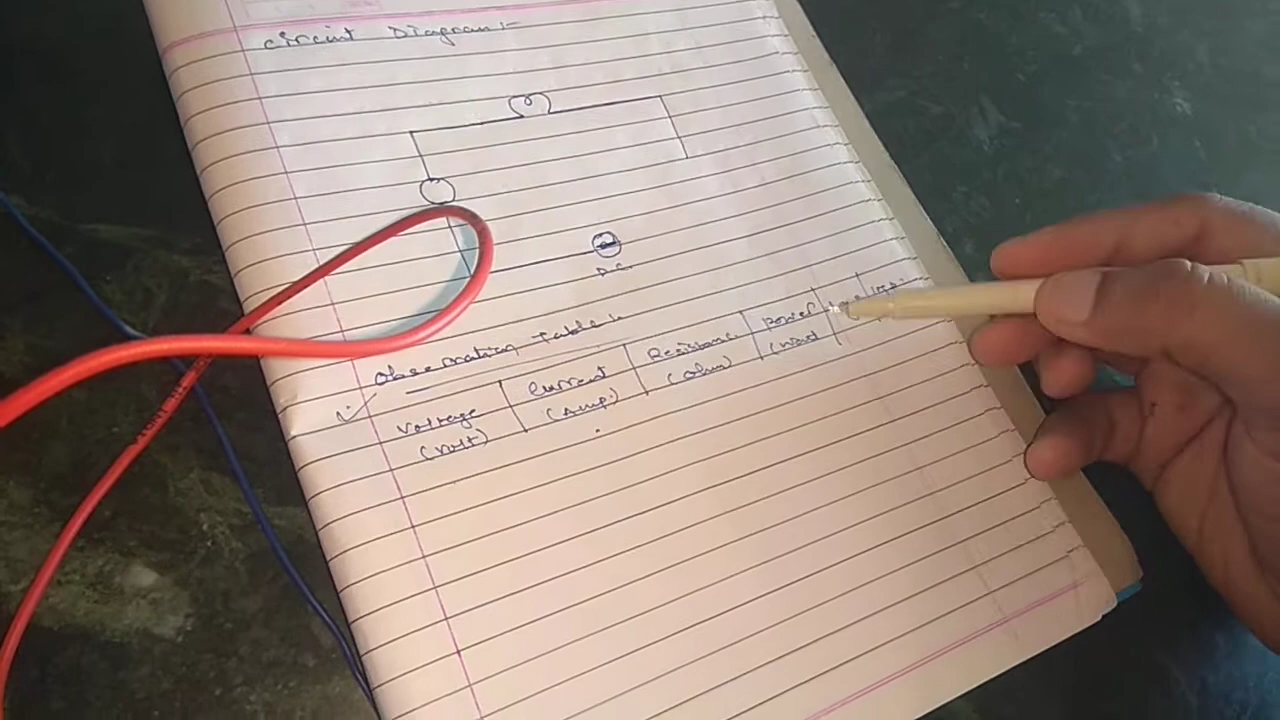 Circuit Diagram:-
D.C.
Observation Table:-
Voltage (Volt)
Current (Amp.)
Resistance (Ohm)
Power (Watt